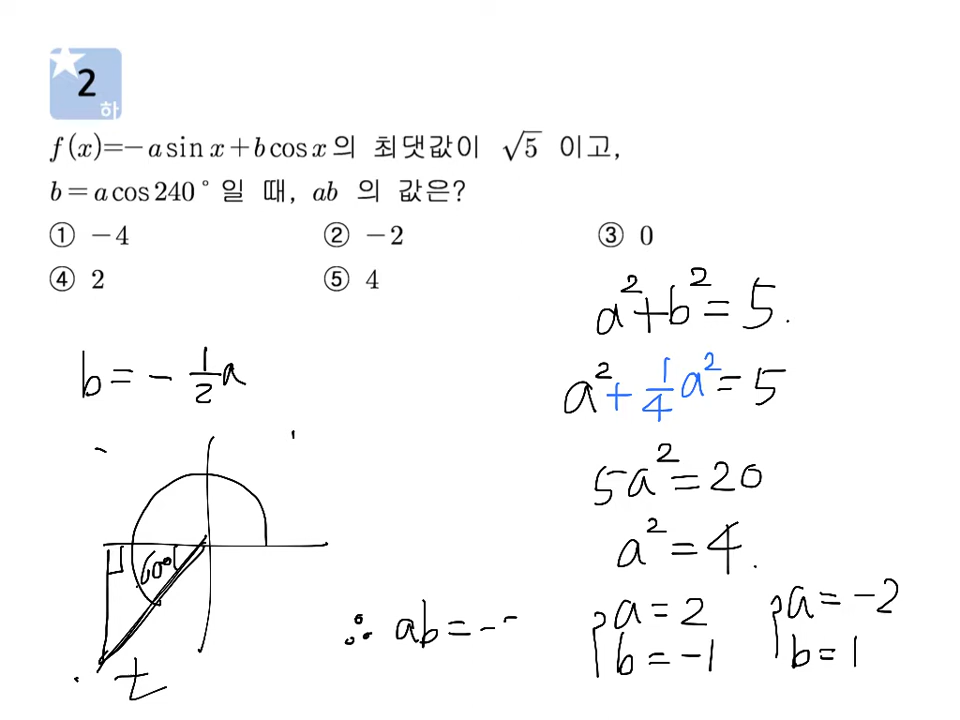 2
하
f(x)=-a sin x+b cos x의 최댓값이 √5 이고,
b=a cos 240°일 때, ab 의 값은?
① -4 ② -2 ③ 0
④ 2 ⑤ 4
a²+b²=5.
b=-1/2a
a²+1/4a²=5
5a²=20
a²=4.
60°
∴ ab=-
a=2
b=-1
a=-2
b=1